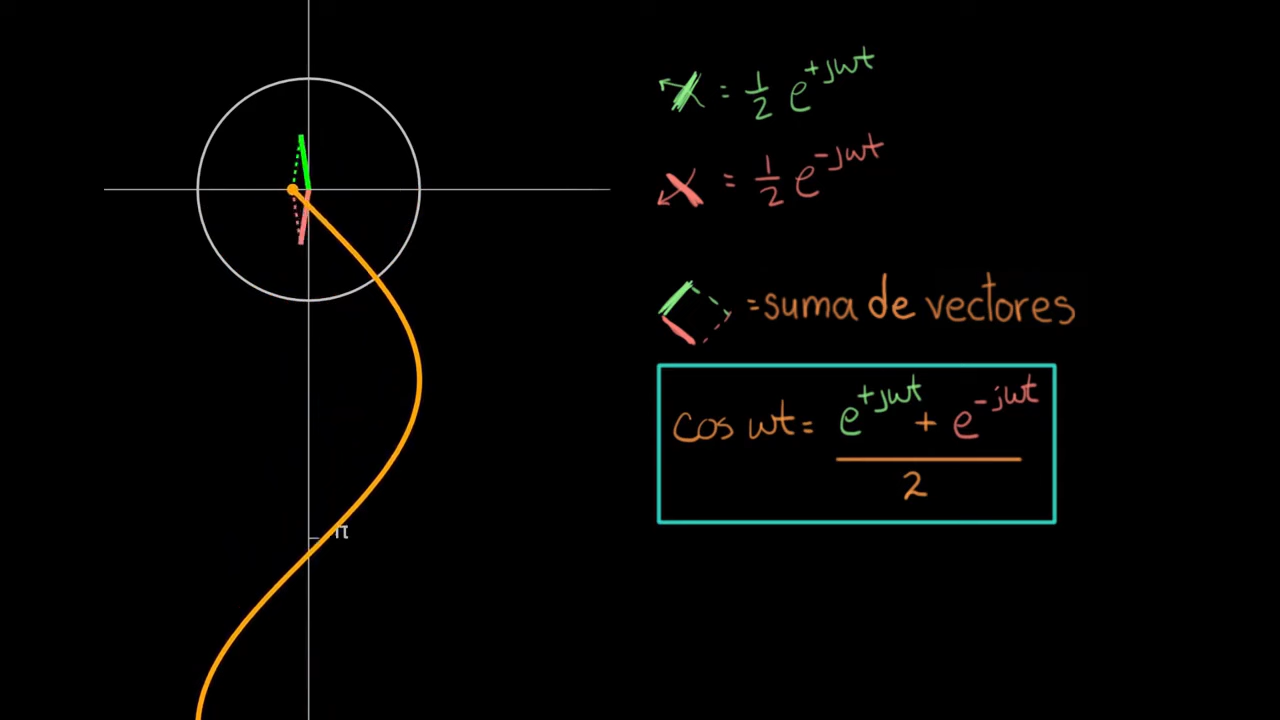 = 1/2 e^{+jωt}
= 1/2 e^{-jωt}
= suma de vectores
cos ωt = (e^{+jωt} + e^{-jωt})/2
π